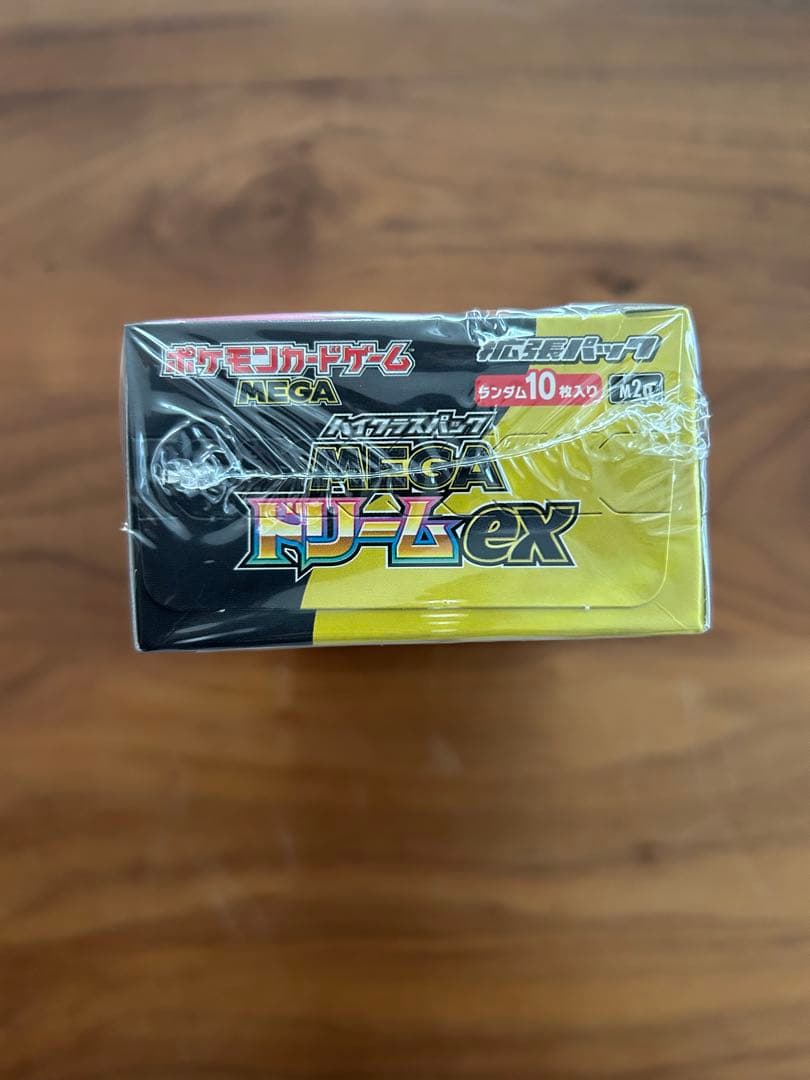 ポケモンカードゲーム
MEGA
拡張パック
ランダム10枚入り M2a
ハイクラスパック
MEGA
ドリームex